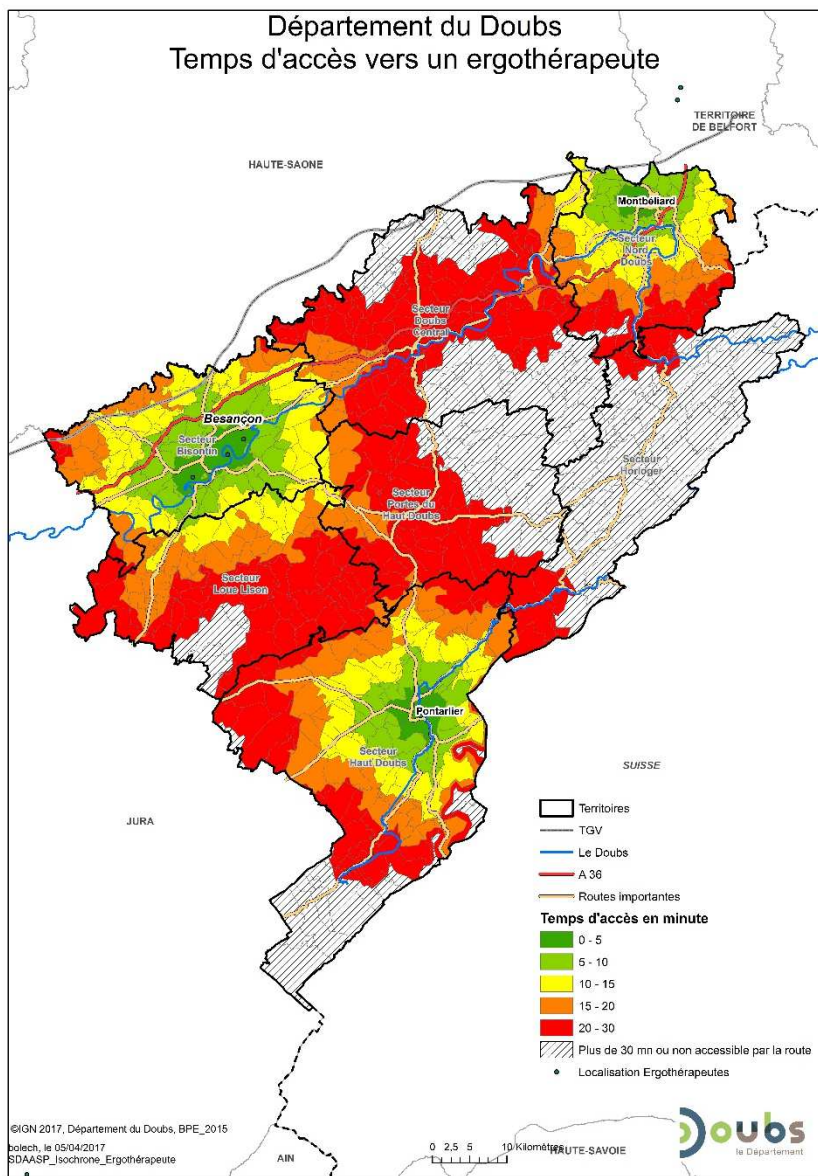 Département du Doubs
Temps d'accès vers un ergothérapeute
TERRITOIRE
DE BELFORT
HAUTE-SAONE
Montbéliard
Secteur
Nord
Doubs
Secteur
Doubs
Central
Besançon
Secteur
Bisontin
Secteur
Horloger
Secteur
Portes du
Haut Doubs
Secteur
Loue Lison
Pontarlier
Secteur
Haut Doubs
SUISSE
JURA
Territoires
TGV
Le Doubs
A 36
Routes importantes
Temps d'accès en minute
0 - 5
5 - 10
10 - 15
15 - 20
20 - 30
Plus de 30 mn ou non accessible par la route
Localisation Ergothérapeutes
©IGN 2017, Département du Doubs, BPE_2015
bolech, le 05/04/2017
SDAASP_Isochrone_Ergothérapeute
AIN
0 2,5 5 10 Kilomètres
HAUTE-SAVOIE
Doubs
le Département